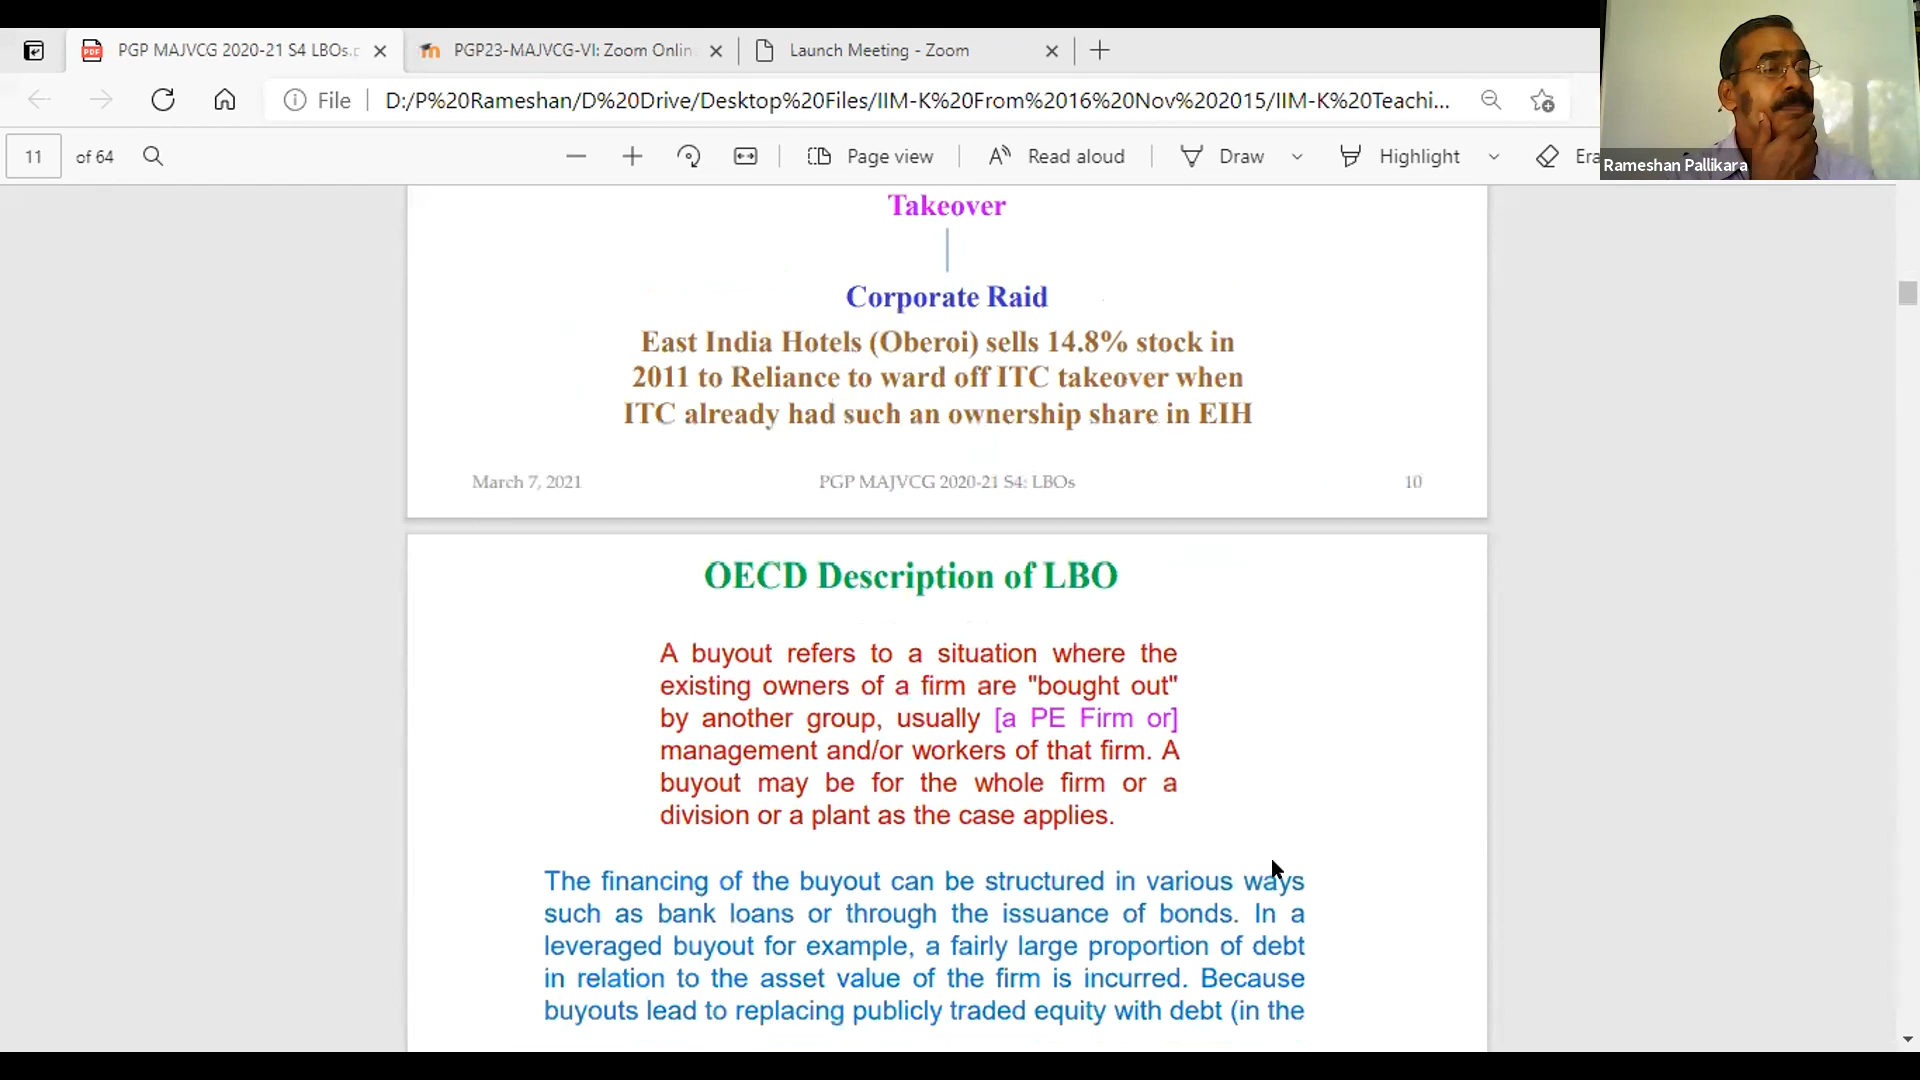 PGP MAJVCG 2020-21 S4 LBOs.p
PGP23-MAJVCG-VI: Zoom Onlin
Launch Meeting - Zoom
File
D:/P%20Rameshan/D%20Drive/Desktop%20Files/IIM-K%20From%2016%20Nov%202015/IIM-K%20Teachi...
11 of 64
Page view
Read aloud
Draw
Highlight
Era
Rameshan Pallikara
Takeover
Corporate Raid
East India Hotels (Oberoi) sells 14.8% stock in
2011 to Reliance to ward off ITC takeover when
ITC already had such an ownership share in EIH
March 7, 2021 PGP MAJVCG 2020-21 S4: LBOs 10
OECD Description of LBO
A buyout refers to a situation where the
existing owners of a firm are "bought out"
by another group, usually [a PE Firm or]
management and/or workers of that firm. A
buyout may be for the whole firm or a
division or a plant as the case applies.
The financing of the buyout can be structured in various ways
such as bank loans or through the issuance of bonds. In a
leveraged buyout for example, a fairly large proportion of debt
in relation to the asset value of the firm is incurred. Because
buyouts lead to replacing publicly traded equity with debt (in the